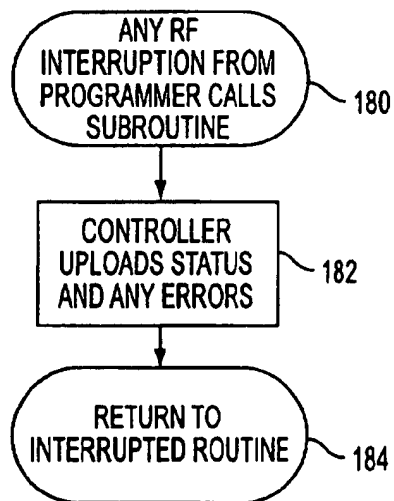 ANY RF
INTERRUPTION FROM
PROGRAMMER CALLS
SUBROUTINE
180
CONTROLLER
UPLOADS STATUS
AND ANY ERRORS
182
RETURN TO
INTERRUPTED ROUTINE
184